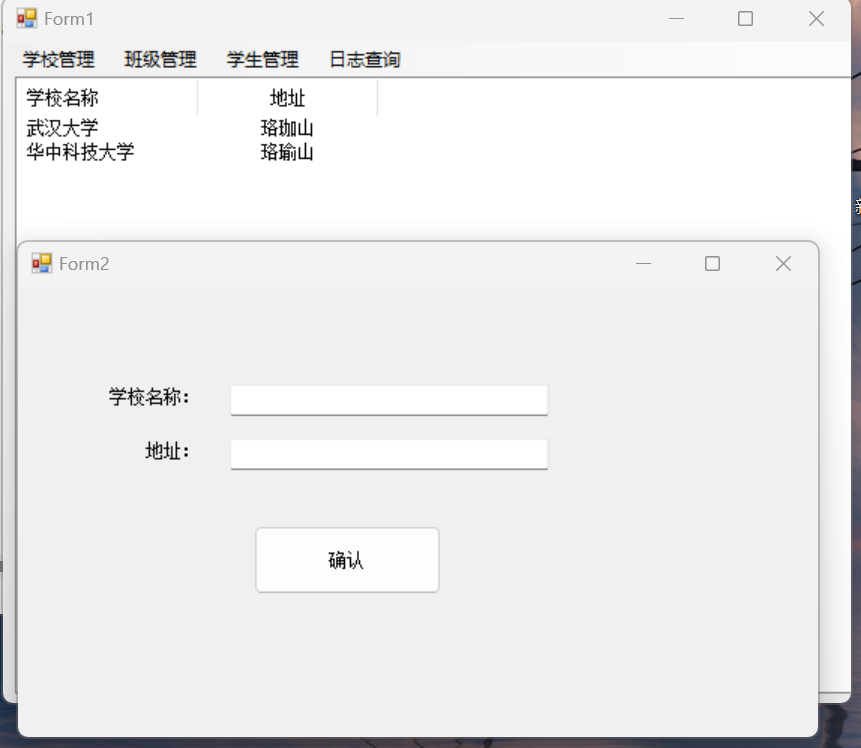 Form1
学校管理 班级管理 学生管理 日志查询
学校名称 地址
武汉大学 珞珈山
华中科技大学 珞瑜山
Form2
学校名称：
地址：
确认